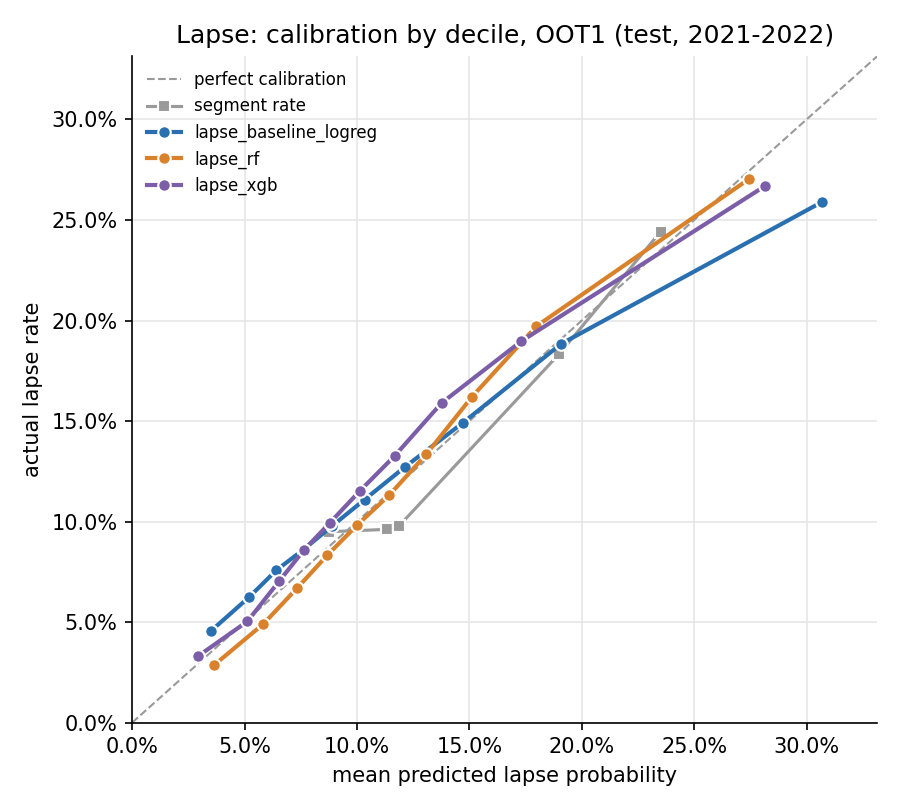 Lapse: calibration by decile, OOT1 (test, 2021-2022)
perfect calibration
segment rate
lapse_baseline_logreg
lapse_rf
lapse_xgb
actual lapse rate
30.0%
25.0%
20.0%
15.0%
10.0%
5.0%
0.0%
0.0% 5.0% 10.0% 15.0% 20.0% 25.0% 30.0%
mean predicted lapse probability